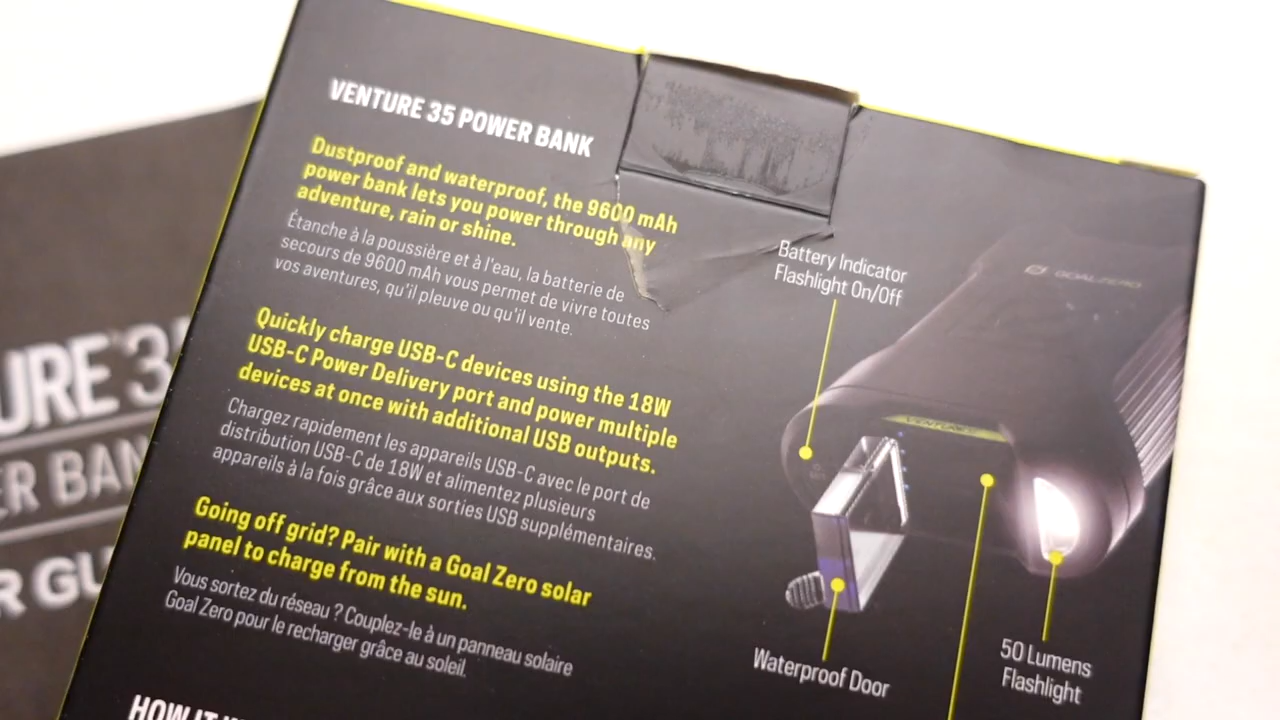 VENTURE 35 POWER BANK
Dustproof and waterproof, the 9600 mAh
power bank lets you power through any
adventure, rain or shine.
Étanche à la poussière et à l'eau, la batterie de
secours de 9600 mAh vous permet de vivre toutes
vos aventures, qu'il pleuve ou qu'il vente.
Quickly charge USB-C devices using the 18W
USB-C Power Delivery port and power multiple
devices at once with additional USB outputs.
Chargez rapidement les appareils USB-C avec le port de
distribution USB-C de 18W et alimentez plusieurs
appareils à la fois grâce aux sorties USB supplémentaires.
Going off grid? Pair with a Goal Zero solar
panel to charge from the sun.
Vous sortez du réseau ? Couplez-le à un panneau solaire
Goal Zero pour le recharger grâce au soleil.
HOW IT
Battery Indicator
Flashlight On/Off
GOALZERO
VENTURE
Waterproof Door
50 Lumens
Flashlight
URE 3
ER BAN
R GU